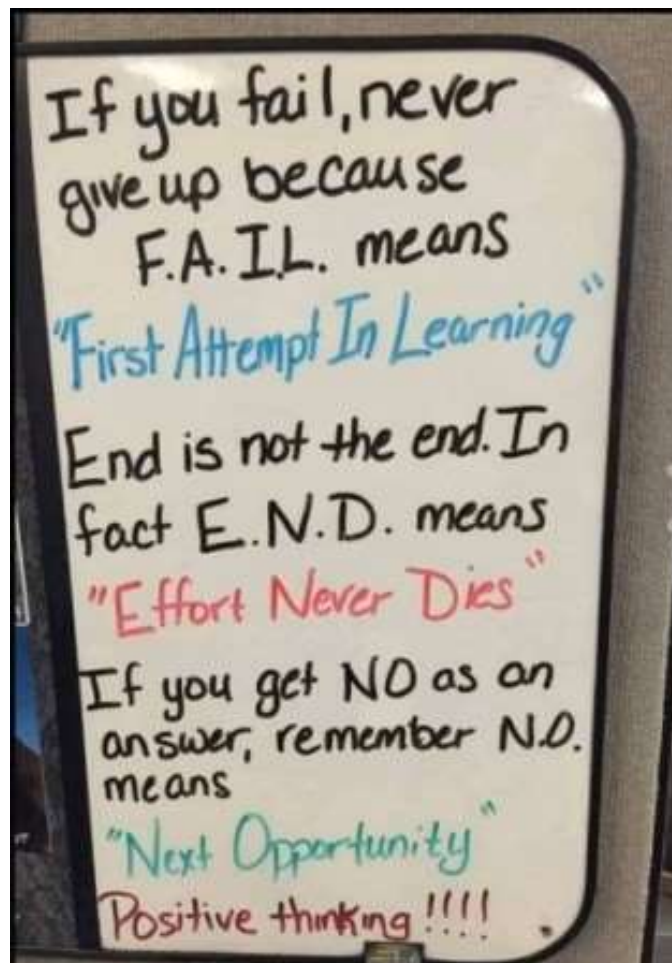 If you fail, never
give up because
F.A.I.L. means
"First Attempt In Learning"
End is not the end. In
fact E.N.D. means
"Effort Never Dies"
If you get NO as an
answer, remember N.O.
means
"Next Opportunity"
Positive thinking!!!!